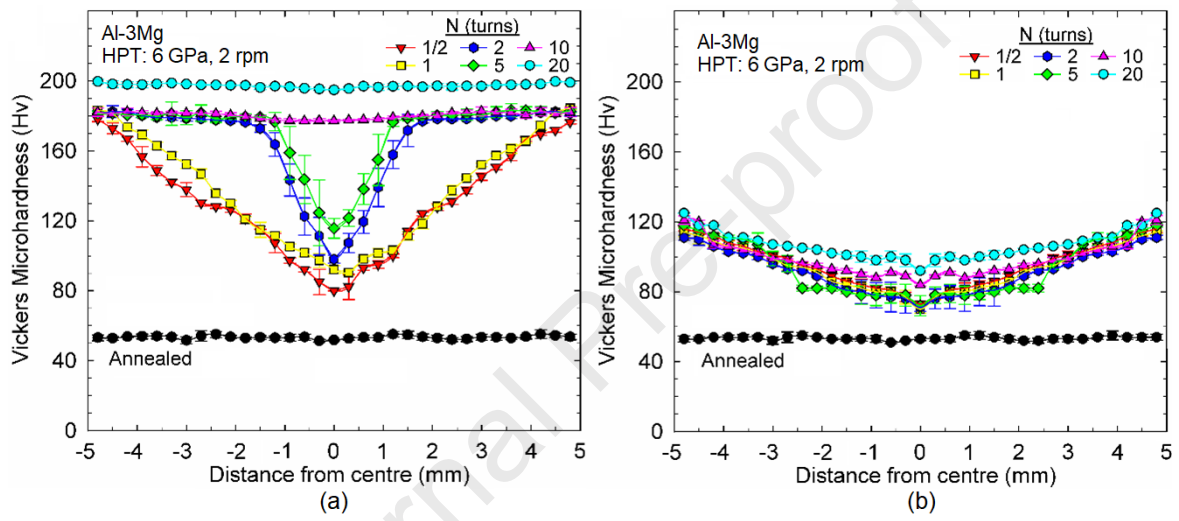 Al-3Mg
HPT: 6 GPa, 2 rpm
N (turns)
1/2 2 10
1 5 20
Vickers Microhardness (Hv)
200
160
120
80
40
0
Annealed
-5 -4 -3 -2 -1 0 1 2 3 4 5
Distance from centre (mm)
(a)
Al-3Mg
HPT: 6 GPa, 2 rpm
N (turns)
1/2 2 10
1 5 20
Vickers Microhardness (Hv)
200
160
120
80
40
0
Annealed
-5 -4 -3 -2 -1 0 1 2 3 4 5
Distance from centre (mm)
(b)
rnal Preproof